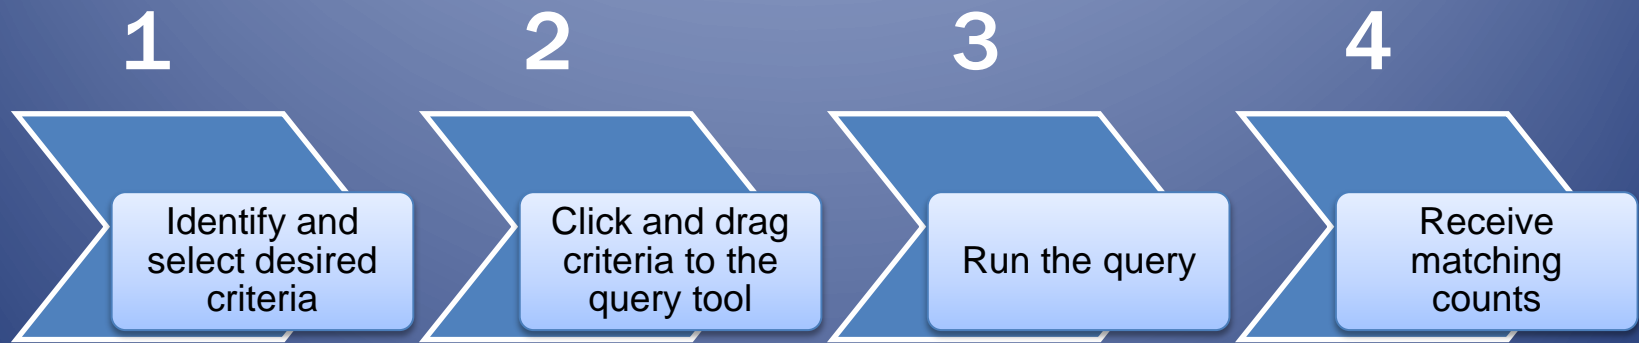 1
2
3
4
Identify and
select desired
criteria
Click and drag
criteria to the
query tool
Run the query
Receive
matching
counts